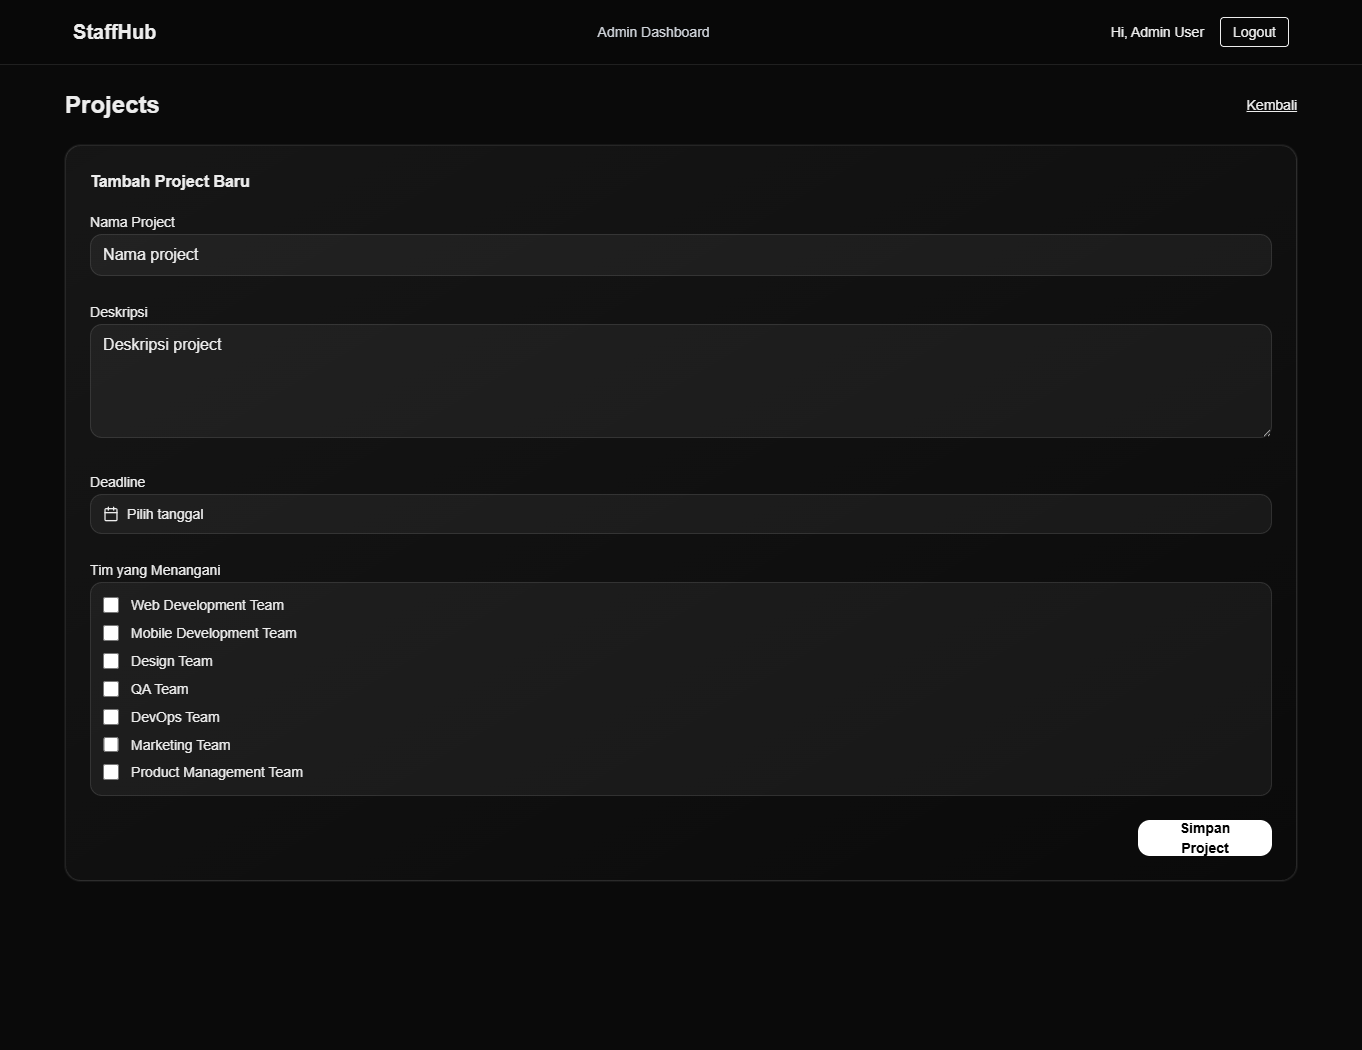 StaffHub
Admin Dashboard
Hi, Admin User
Logout
Projects
Kembali
Tambah Project Baru
Nama Project
Nama project
Deskripsi
Deskripsi project
Deadline
Pilih tanggal
Tim yang Menangani
Web Development Team
Mobile Development Team
Design Team
QA Team
DevOps Team
Marketing Team
Product Management Team
Simpan
Project